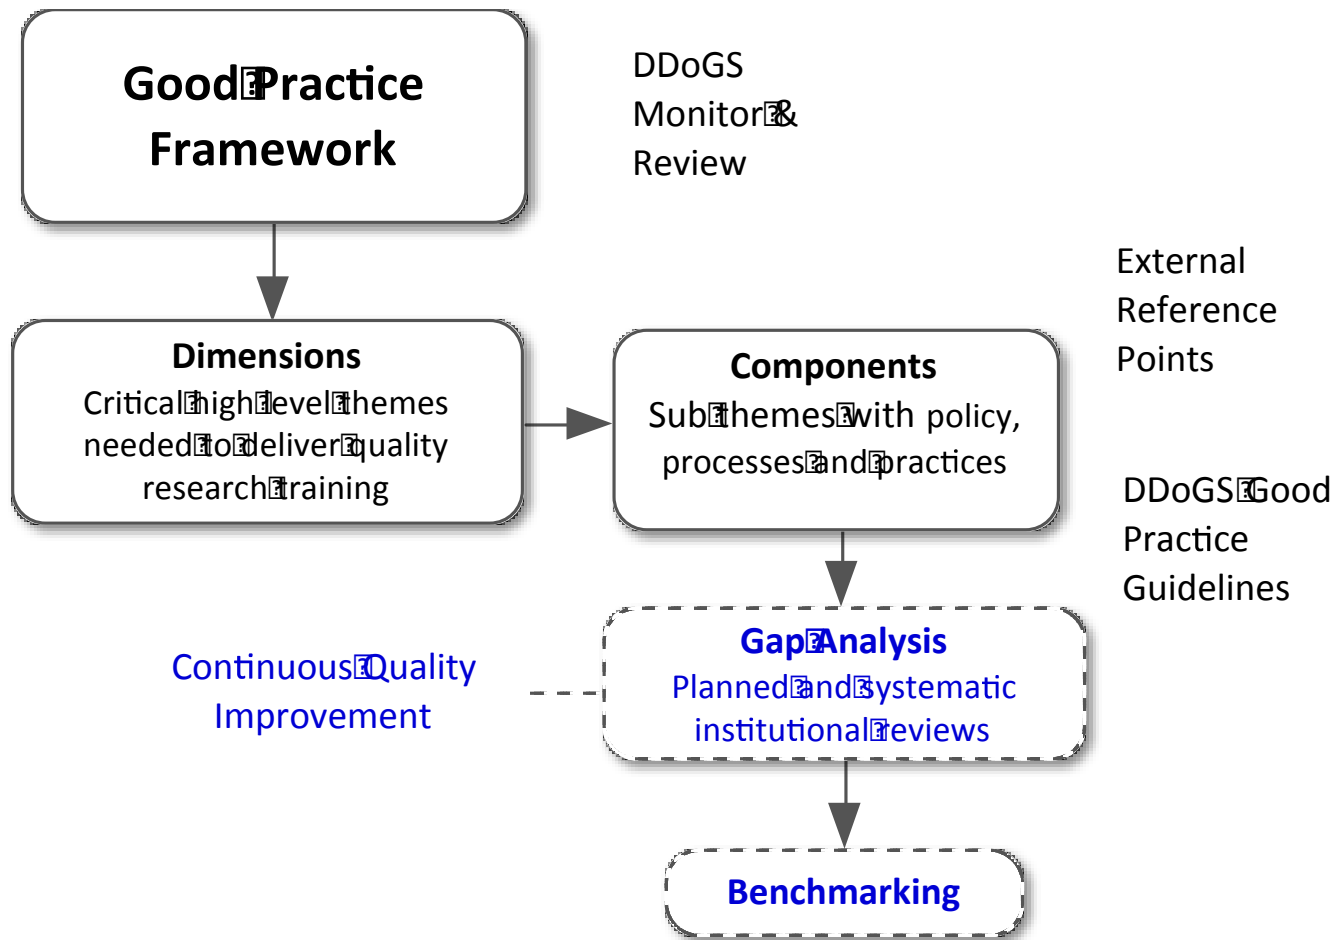 Good Practice
Framework
DDoGS
Monitor &
Review
External
Reference
Points
Dimensions
Critical high level themes
needed to deliver quality
research training
Components
Sub themes with policy,
processes and practices
DDoGS Good
Practice
Guidelines
Gap Analysis
Planned and systematic
institutional reviews
Continuous Quality
Improvement
Benchmarking